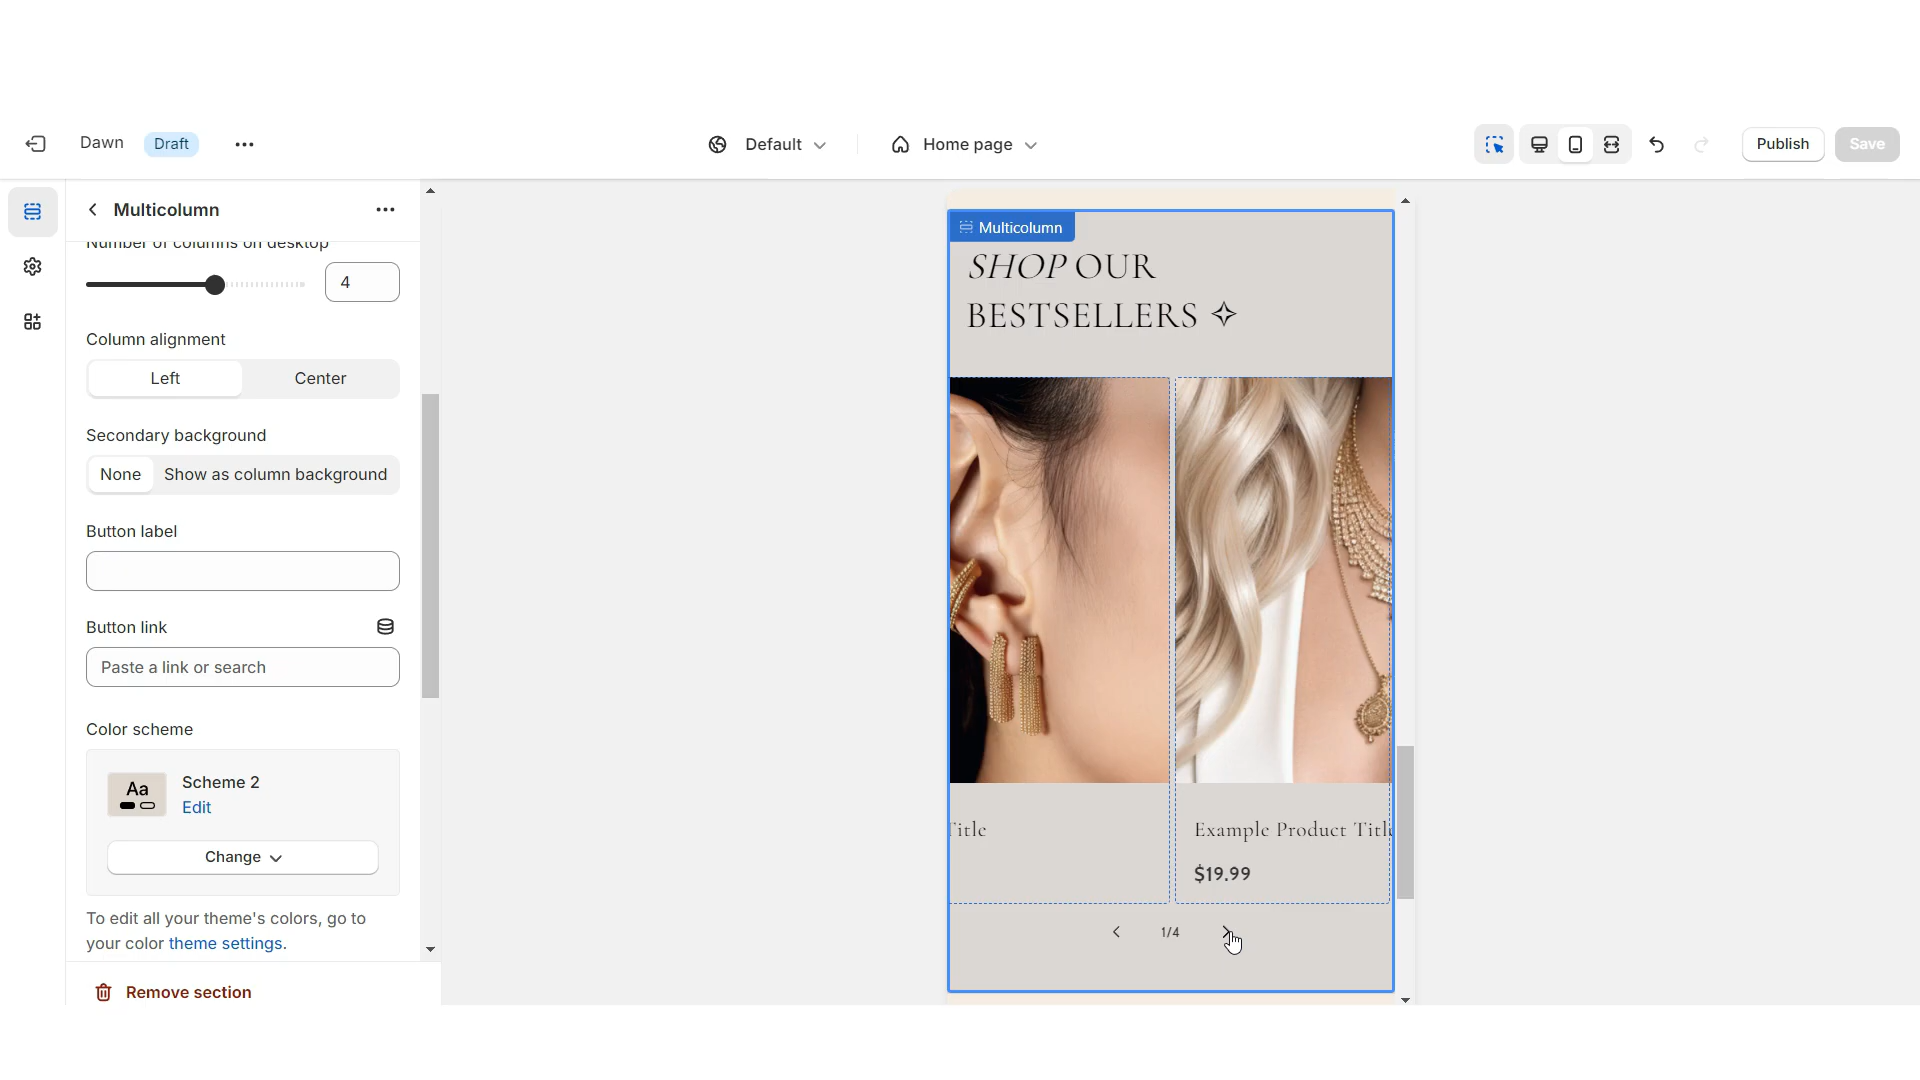 Dawn
Draft
Default
Home page
Publish
Save
Multicolumn
Number of columns on desktop
4
Column alignment
Left
Center
Secondary background
None
Show as column background
Button label
Button link
Paste a link or search
Color scheme
Aa
Scheme 2
Edit
Change
To edit all your theme's colors, go to
your color theme settings.
Remove section
Multicolumn
SHOP OUR
BESTSELLERS ✧
Title
Example Product Title
$19.99
1/4